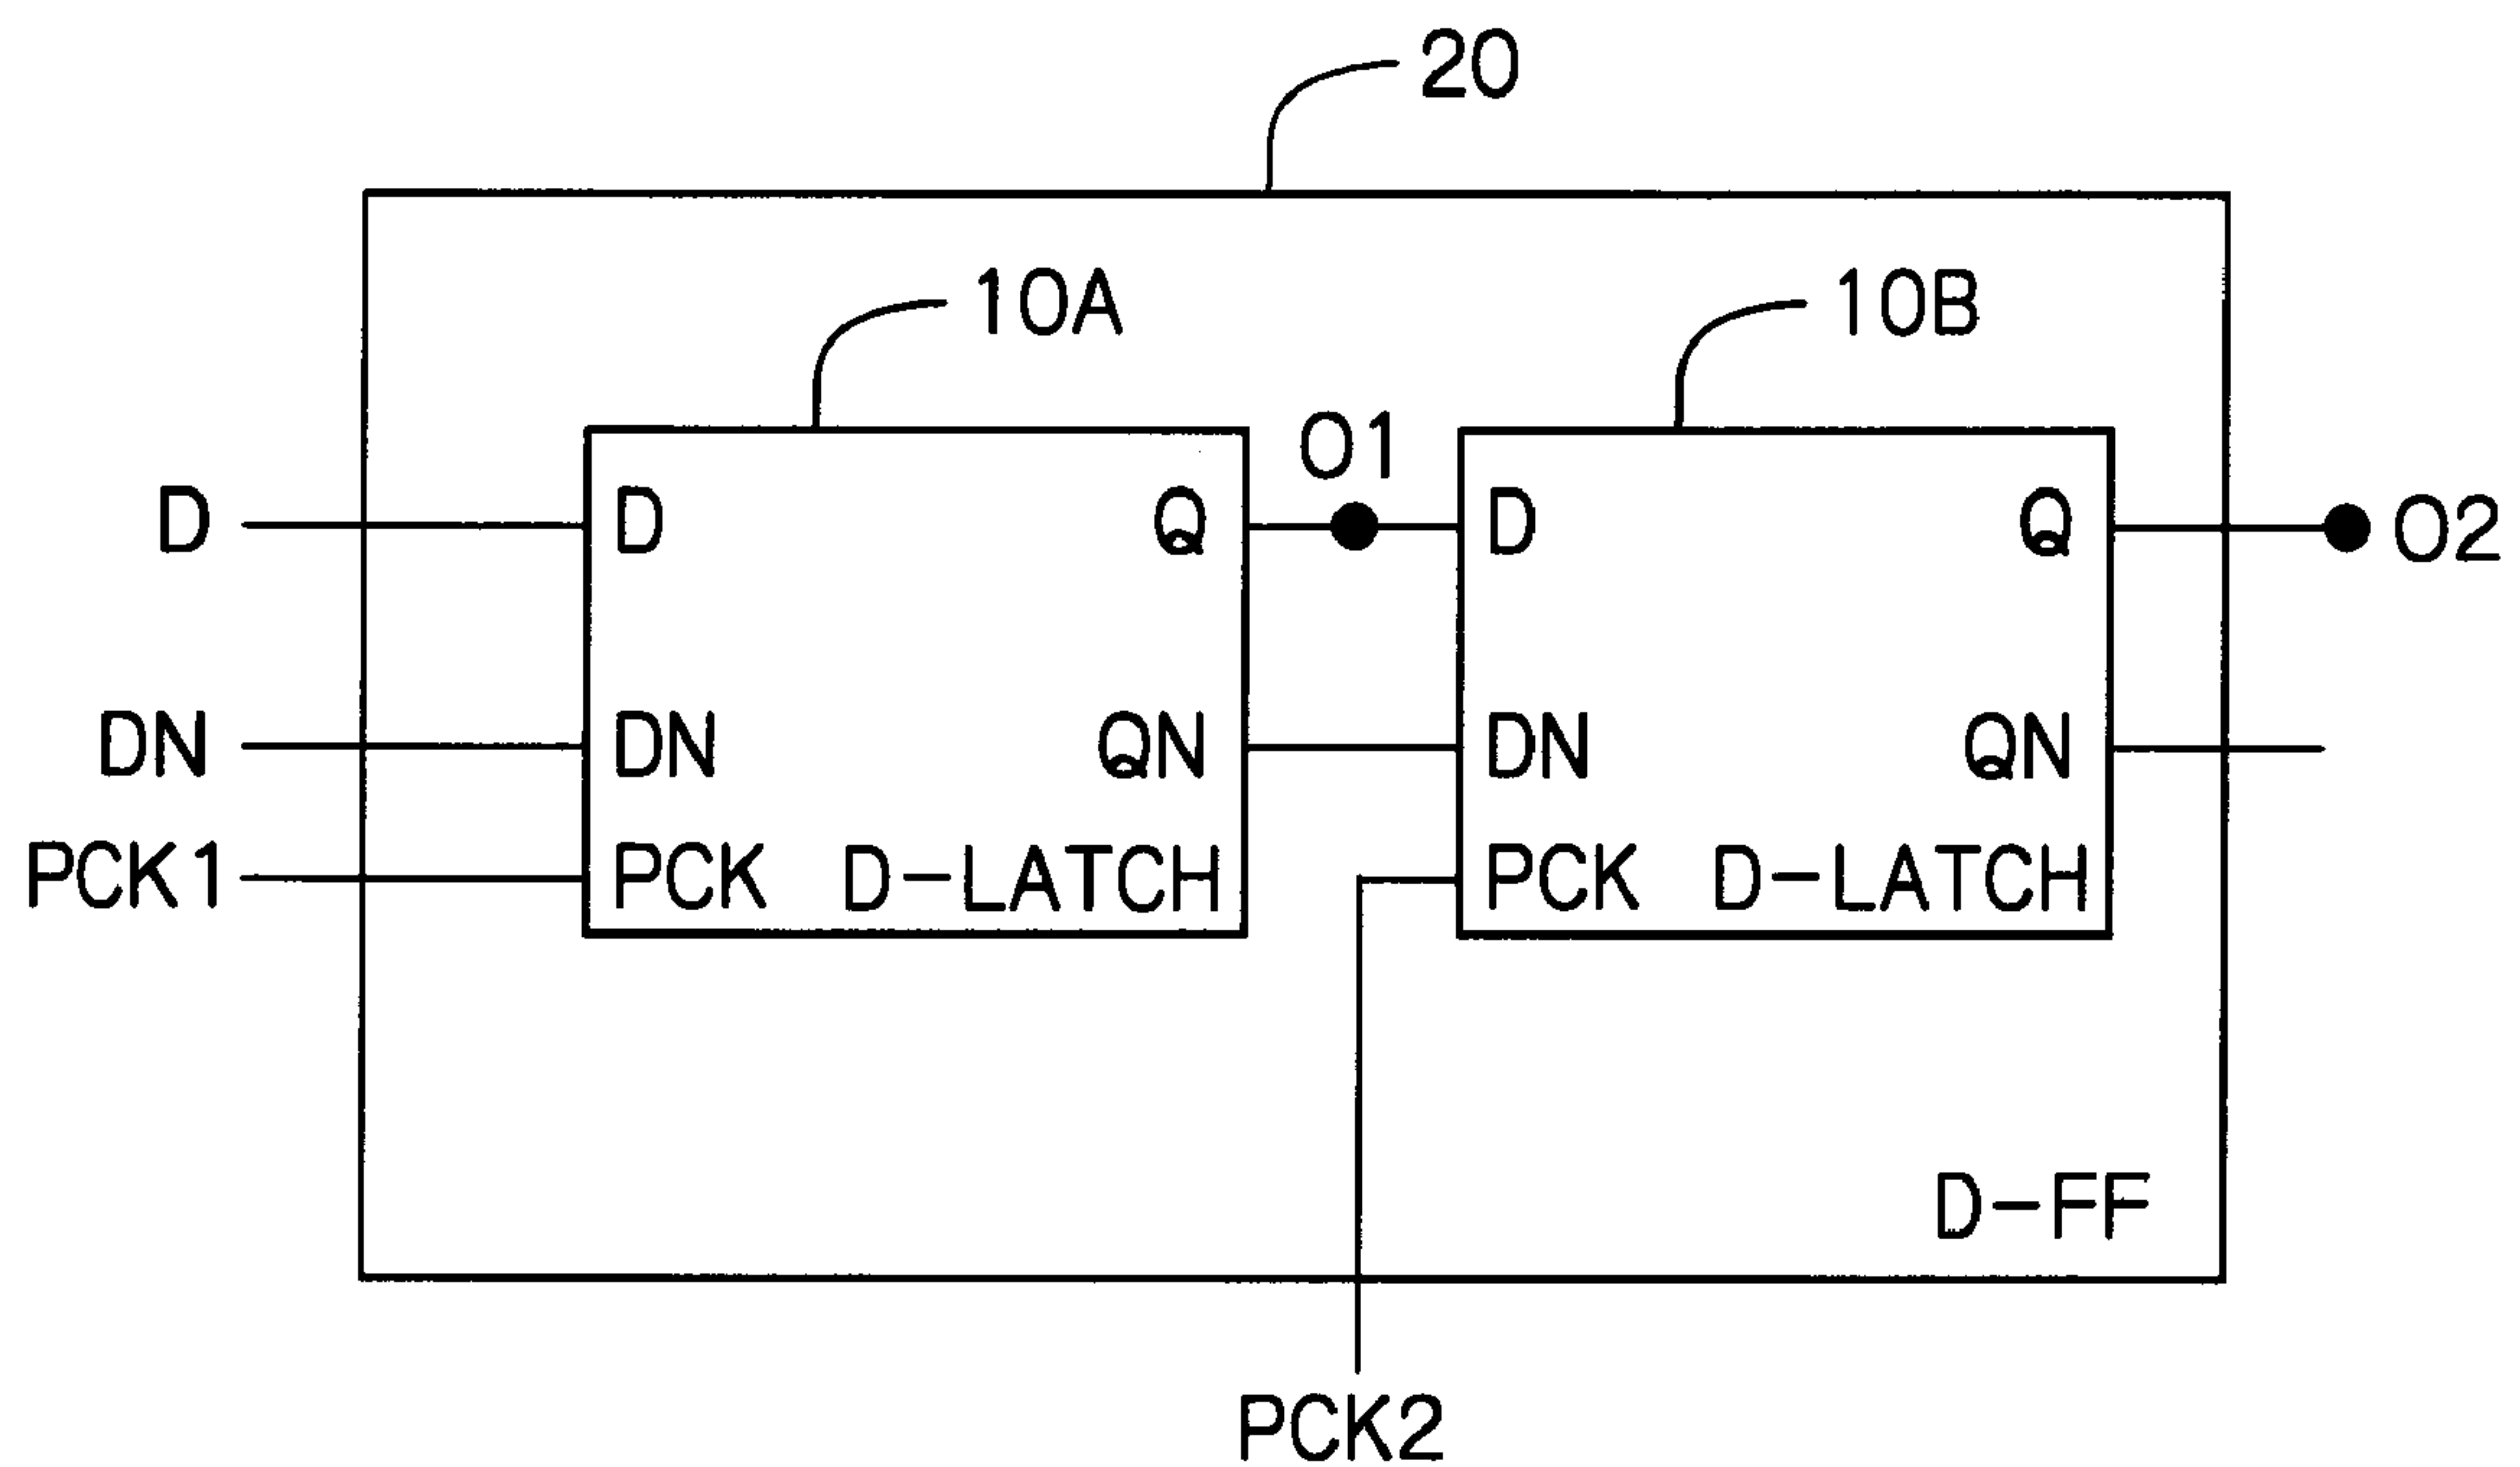 20
10A
10B
O1
D
D
Q
D
Q
O2
DN
DN
QN
DN
QN
PCK1
PCK
D-LATCH
PCK
D-LATCH
D-FF
PCK2